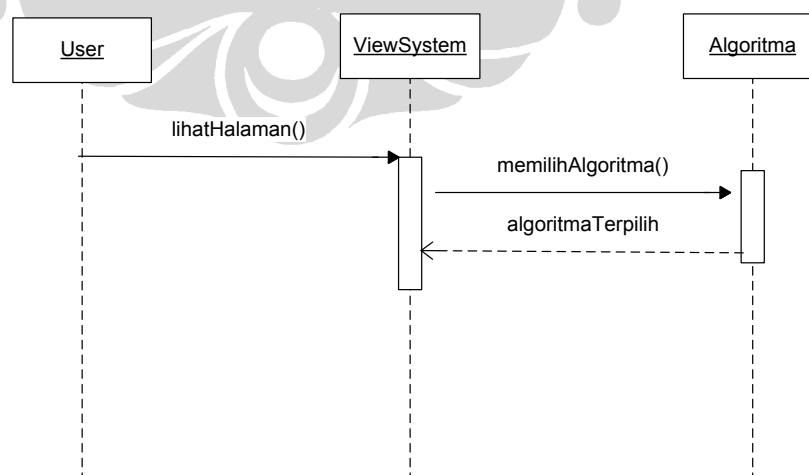 User
ViewSystem
Algoritma
lihatHalaman()
memilihAlgoritma()
algoritmaTerpilih